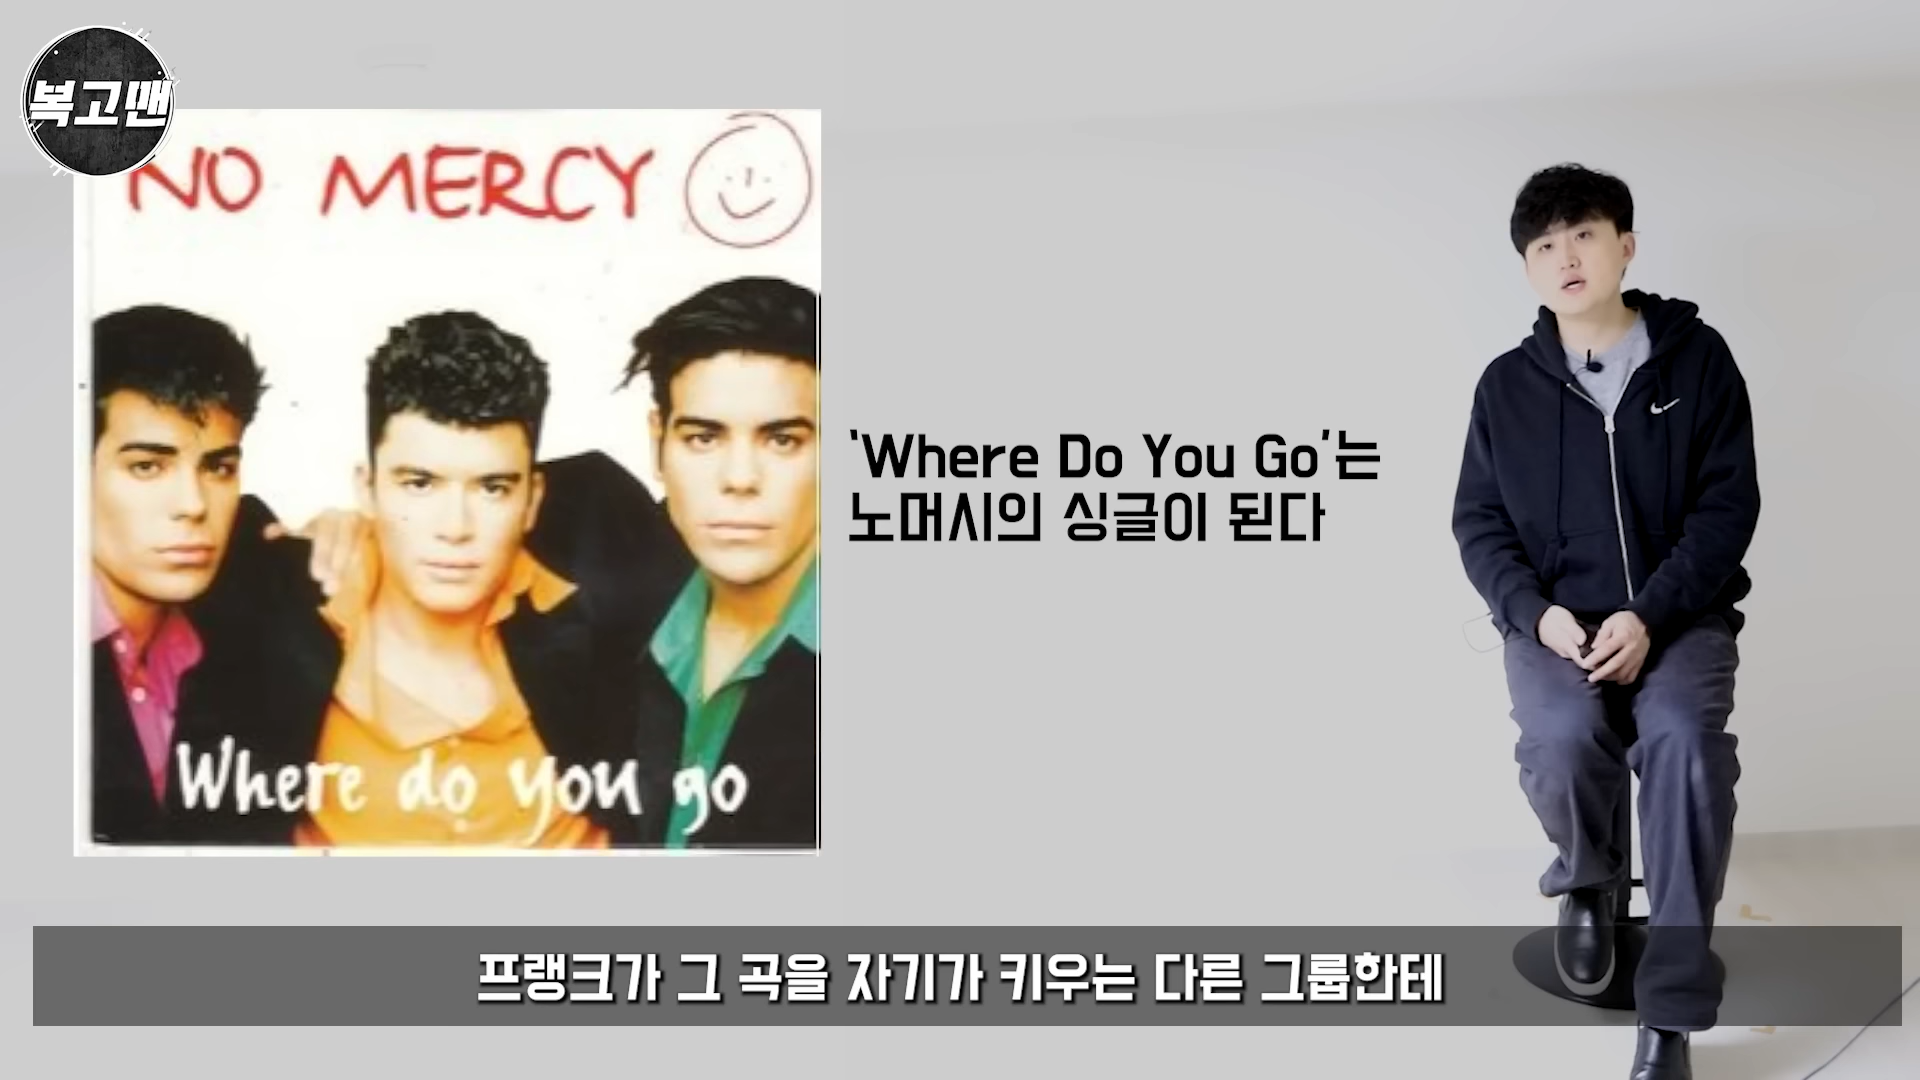 복고맨
NO MERCY
Where do you go
'Where Do You Go'는
노머시의 싱글이 된다
프랭크가 그 곡을 자기가 키우는 다른 그룹한테